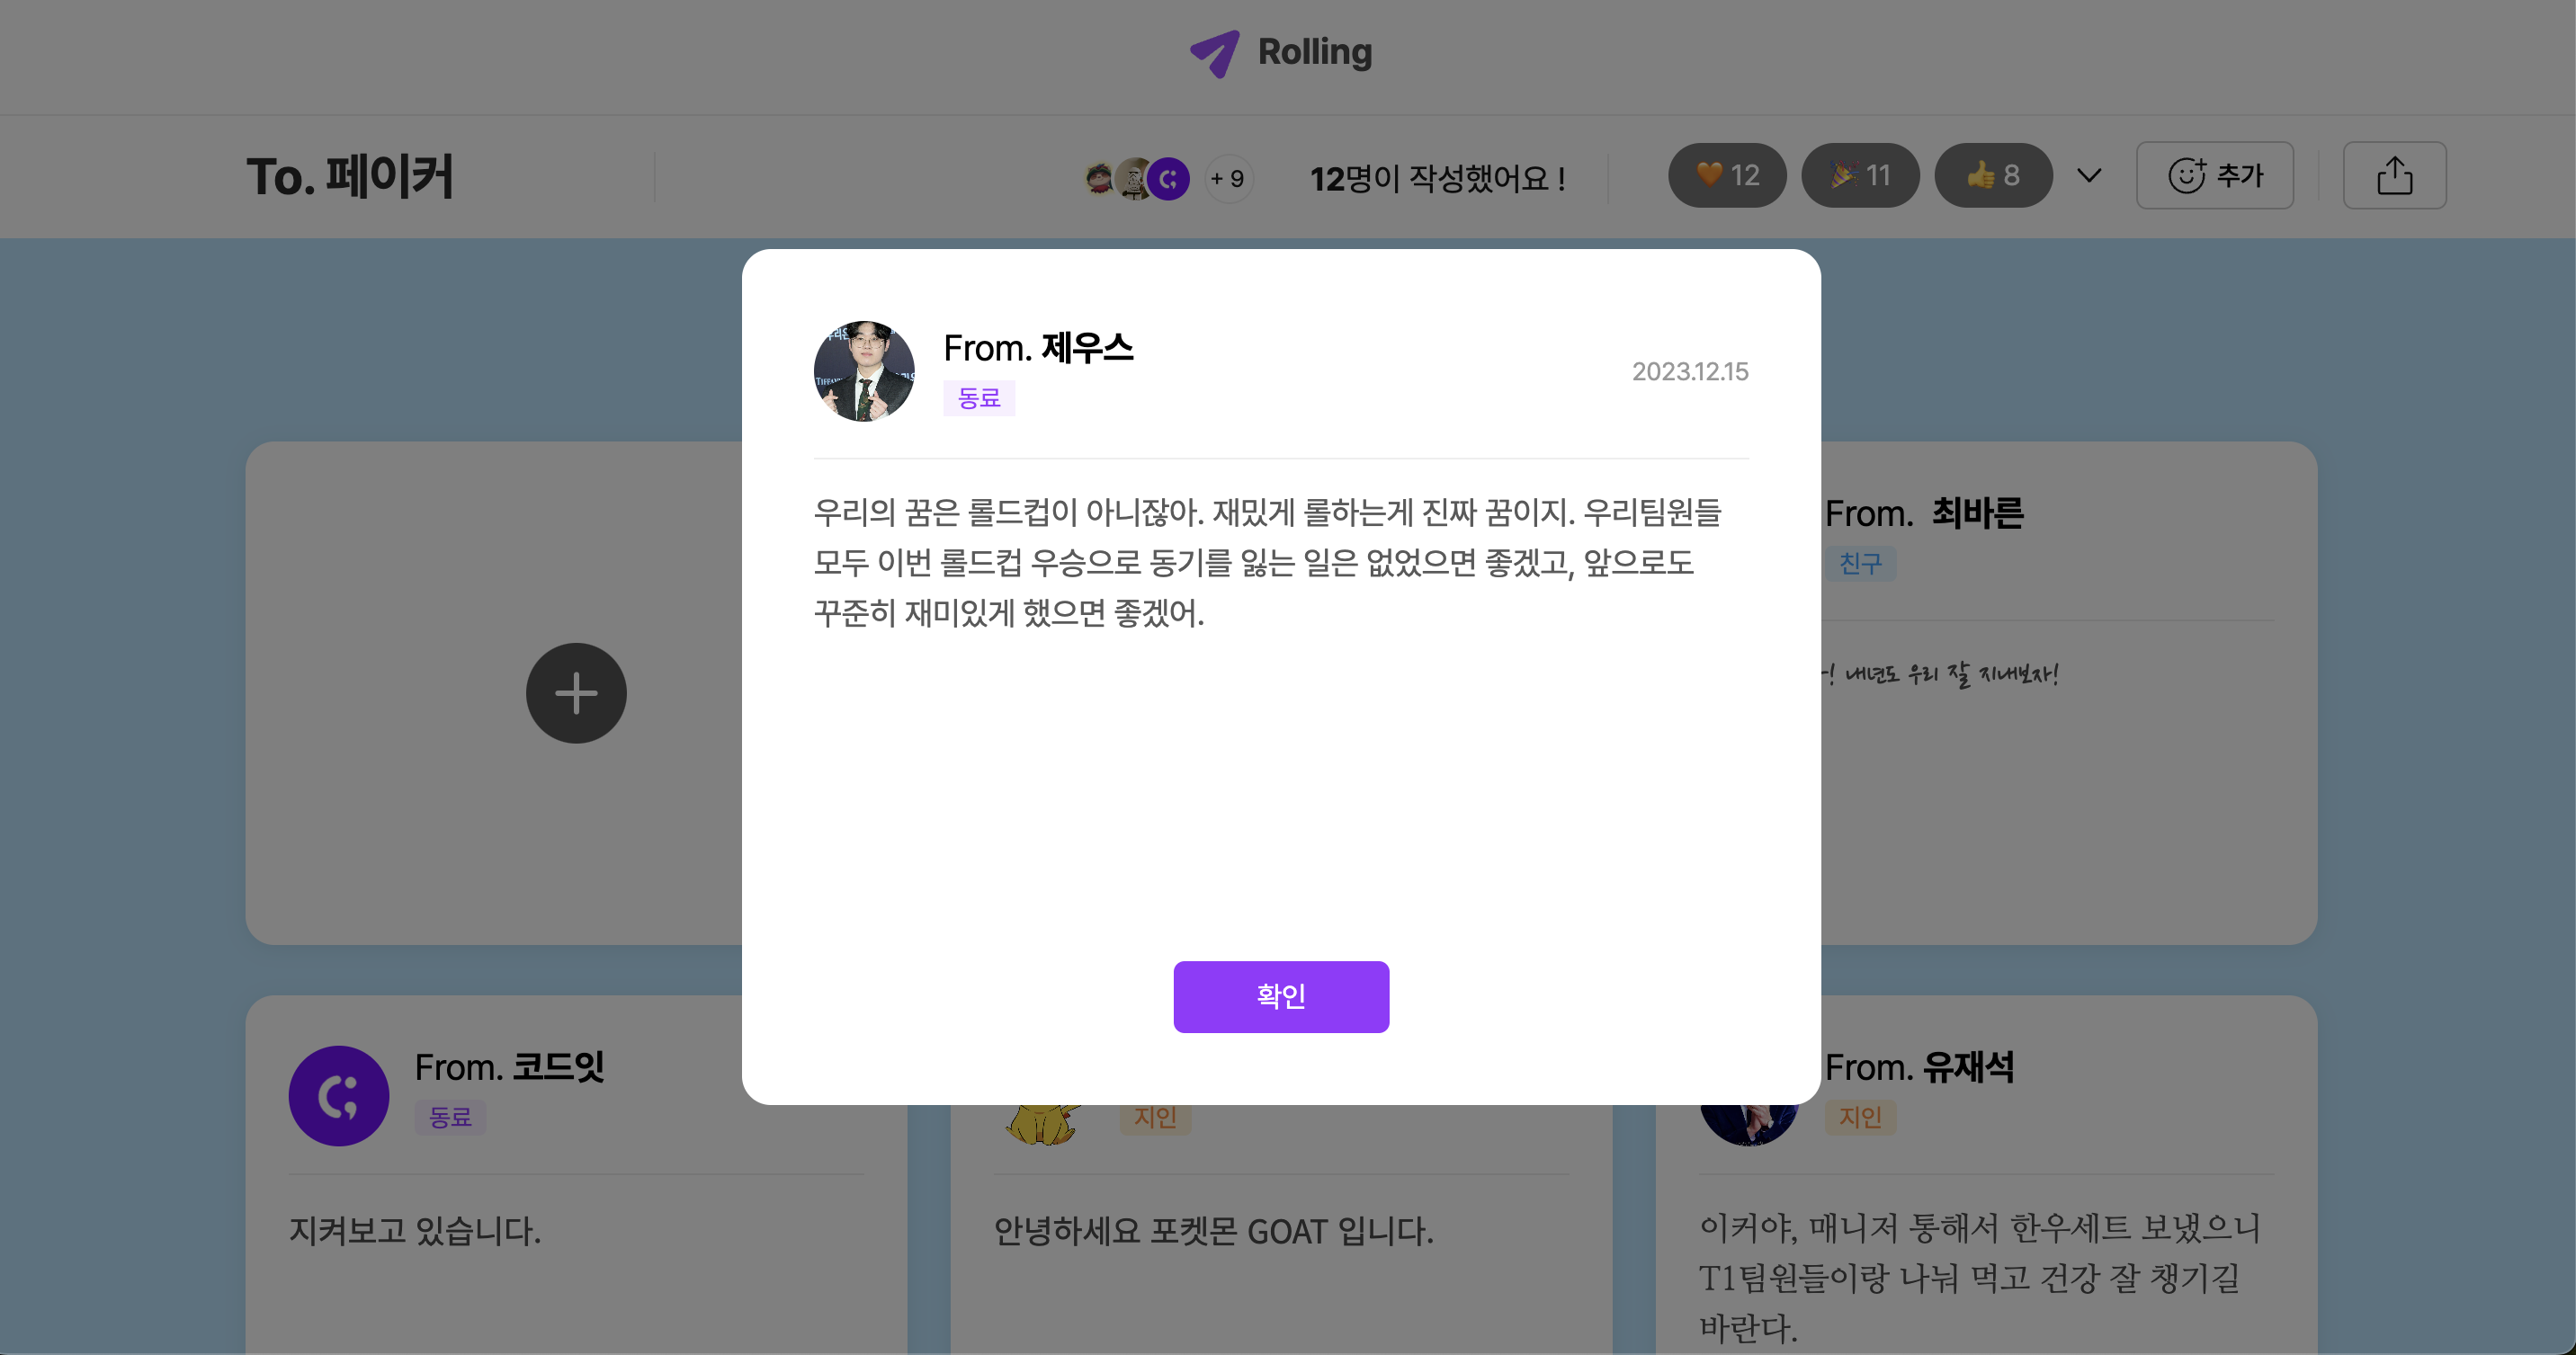 Rolling
To. 페이커
+ 9
12명이 작성했어요 !
12
11
8
추가
From. 제우스
동료
2023.12.15
우리의 꿈은 롤드컵이 아니잖아. 재밌게 롤하는게 진짜 꿈이지. 우리팀원들
모두 이번 롤드컵 우승으로 동기를 잃는 일은 없었으면 좋겠고, 앞으로도
꾸준히 재미있게 했으면 좋겠어.
확인
From. 최바른
친구
! 내년도 우리 잘 지내보자!
From. 코드잇
동료
지켜보고 있습니다.
지인
안녕하세요 포켓몬 GOAT 입니다.
From. 유재석
지인
이커야, 매니저 통해서 한우세트 보냈으니
T1팀원들이랑 나눠 먹고 건강 잘 챙기길
바란다.